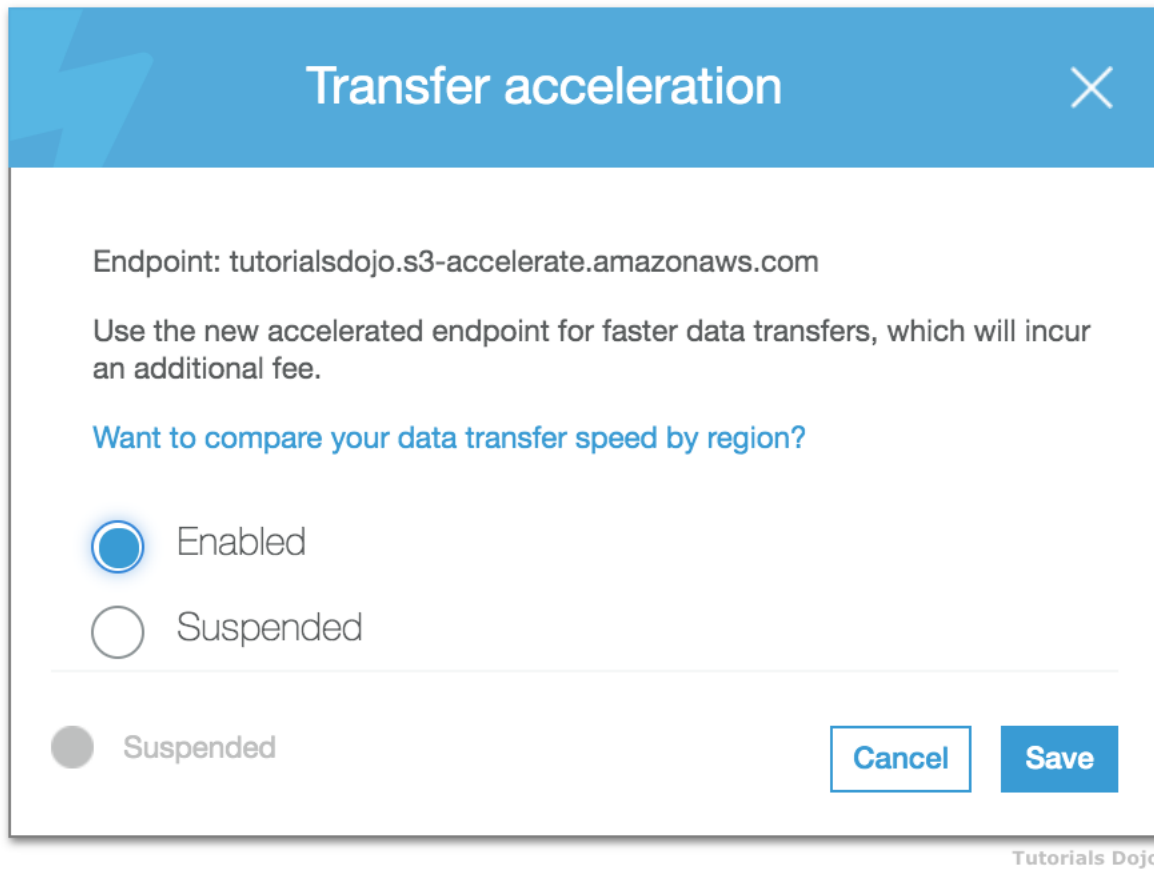 Transfer acceleration
Endpoint: tutorialsdojo.s3-accelerate.amazonaws.com
Use the new accelerated endpoint for faster data transfers, which will incur
an additional fee.
Want to compare your data transfer speed by region?
Enabled
Suspended
Suspended
Cancel
Save
Tutorials Dojo